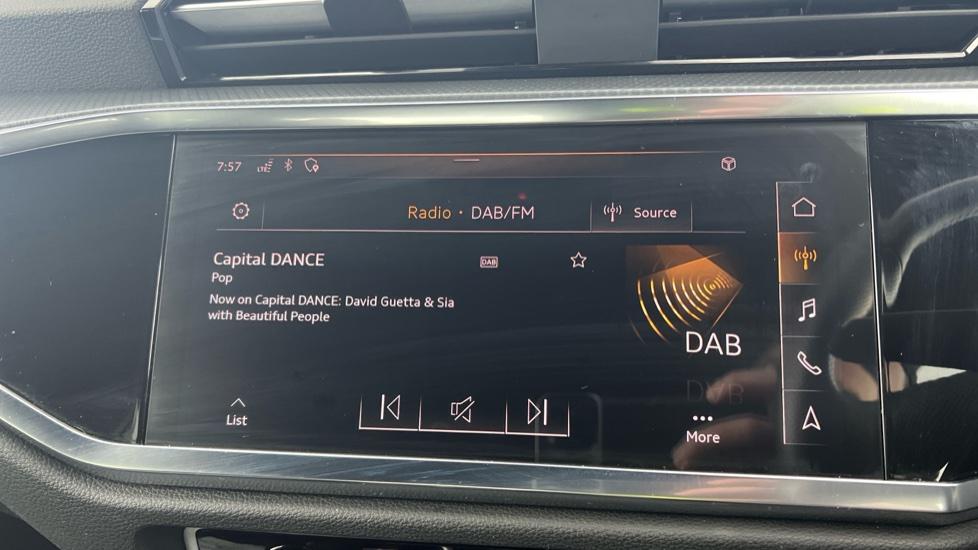 7:57 LTE
Radio · DAB/FM
Source
Capital DANCE
DAB
Pop
Now on Capital DANCE: David Guetta & Sia
with Beautiful People
DAB
List
More